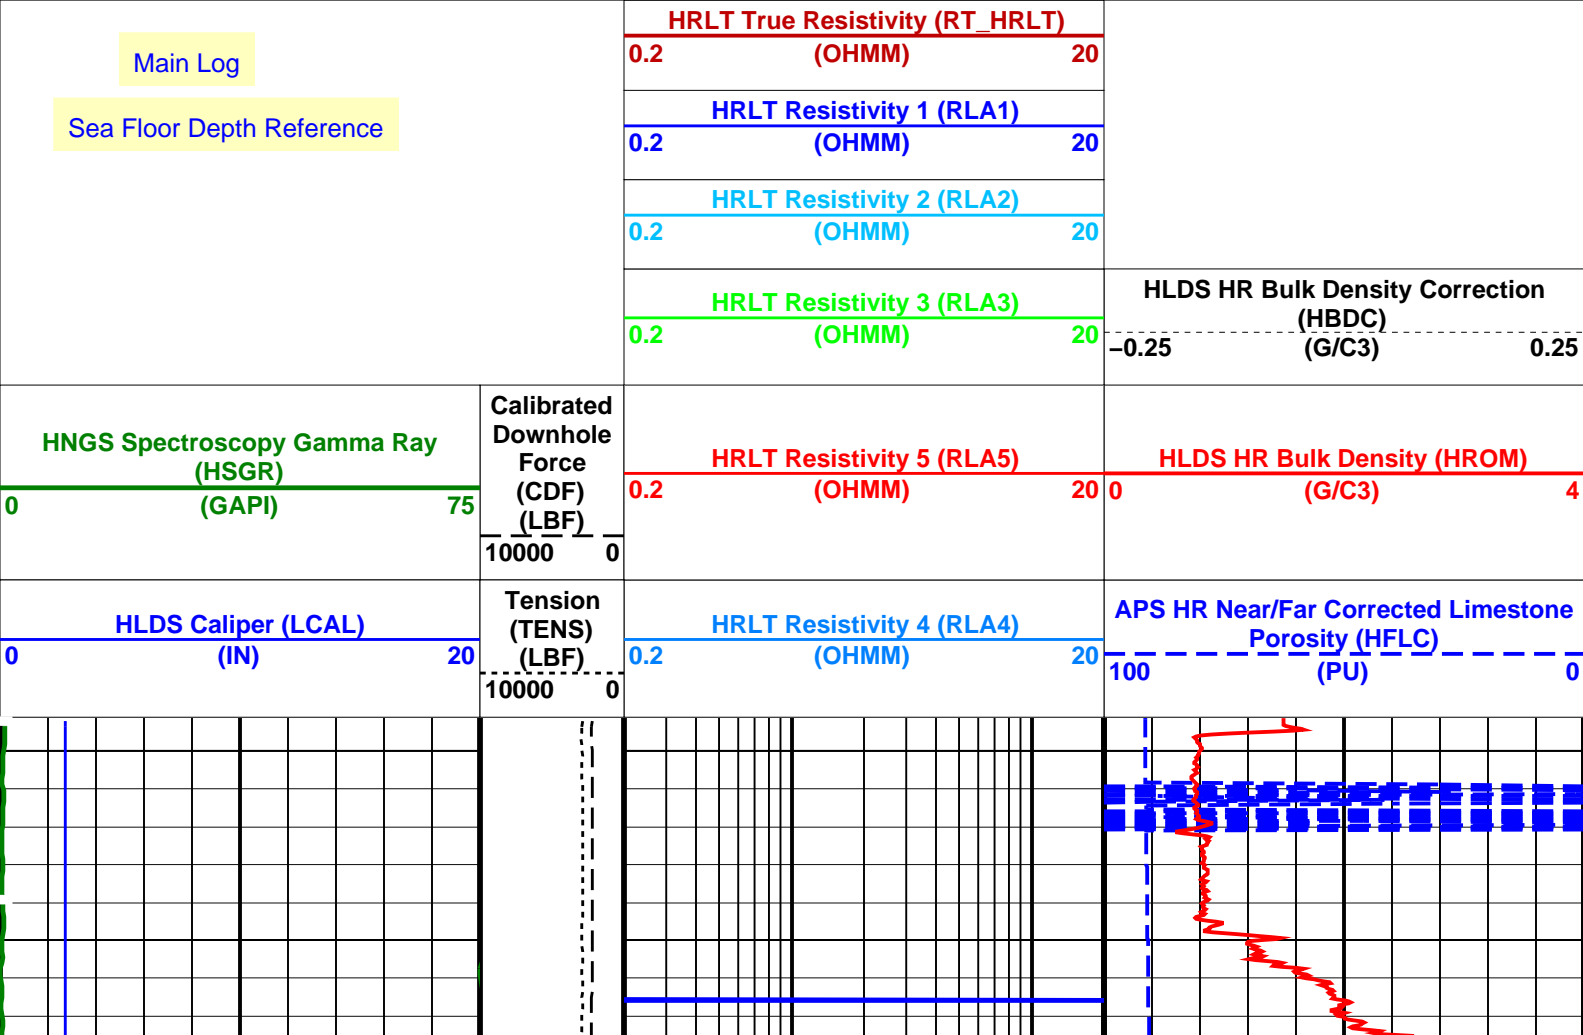 Main Log
Sea Floor Depth Reference
HRLT True Resistivity (RT_HRLT)
0.2 (OHMM) 20
HRLT Resistivity 1 (RLA1)
0.2 (OHMM) 20
HRLT Resistivity 2 (RLA2)
0.2 (OHMM) 20
HRLT Resistivity 3 (RLA3)
0.2 (OHMM) 20
HLDS HR Bulk Density Correction
(HBDC)
−0.25 (G/C3) 0.25
HNGS Spectroscopy Gamma Ray
(HSGR)
0 (GAPI) 75
Calibrated
Downhole
Force
(CDF)
(LBF)
10000 0
HRLT Resistivity 5 (RLA5)
0.2 (OHMM) 20
HLDS HR Bulk Density (HROM)
0 (G/C3) 4
HLDS Caliper (LCAL)
0 (IN) 20
Tension
(TENS)
(LBF)
10000 0
HRLT Resistivity 4 (RLA4)
0.2 (OHMM) 20
APS HR Near/Far Corrected Limestone
Porosity (HFLC)
100 (PU) 0